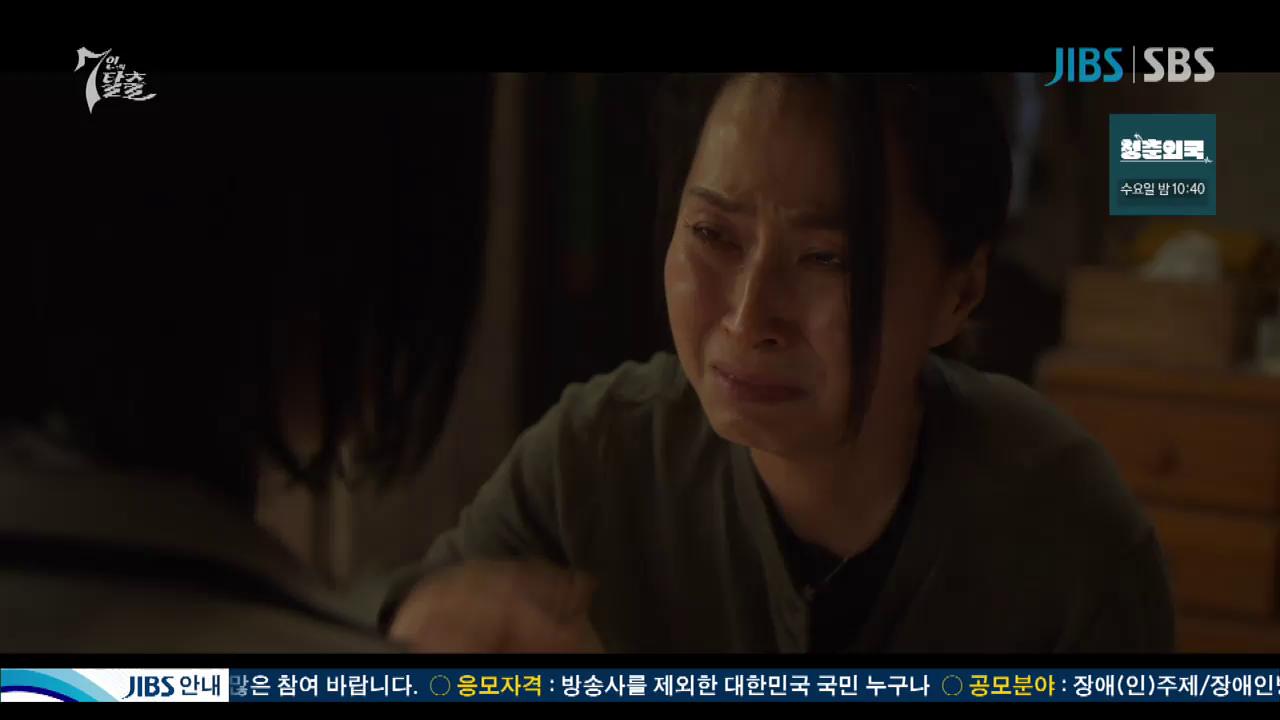 7인의 탈출
JIBS SBS
청춘외국
수요일 밤 10:40
JIBS 안내
많은 참여 바랍니다. ○ 응모자격 : 방송사를 제외한 대한민국 국민 누구나 ○ 공모분야 : 장애(인)주제/장애인